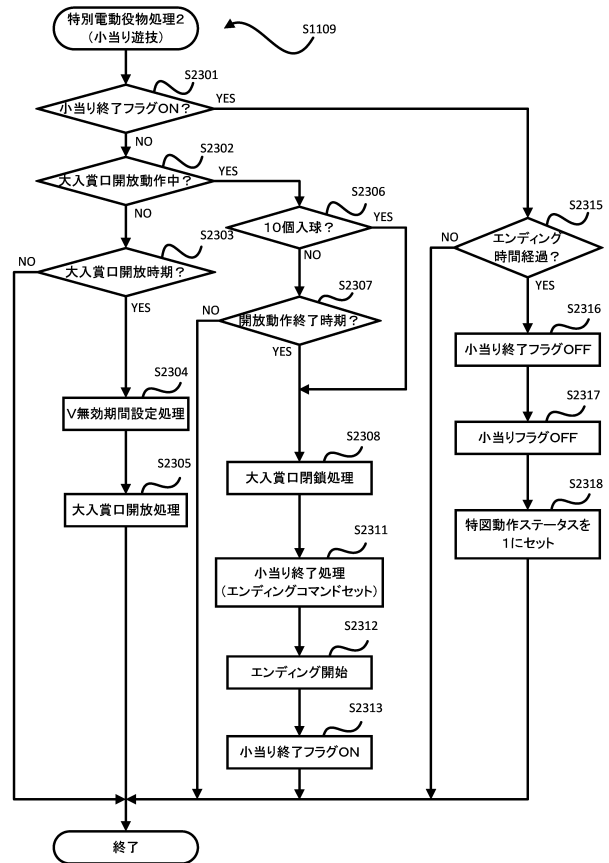 特別電動役物処理2
(小当り遊技)
S1109
S2301
小当り終了フラグON？
YES
NO
S2302
大入賞口開放動作中？
YES
NO
S2306
10個入球？
YES
NO
S2315
エンディング
時間経過？
NO
YES
S2303
大入賞口開放時期？
NO
YES
S2307
開放動作終了時期？
NO
YES
S2316
小当り終了フラグOFF
S2304
V無効期間設定処理
S2317
小当りフラグOFF
S2308
大入賞口閉鎖処理
S2305
大入賞口開放処理
S2318
特図動作ステータスを
1にセット
S2311
小当り終了処理
(エンディングコマンドセット)
S2312
エンディング開始
S2313
小当り終了フラグON
終了